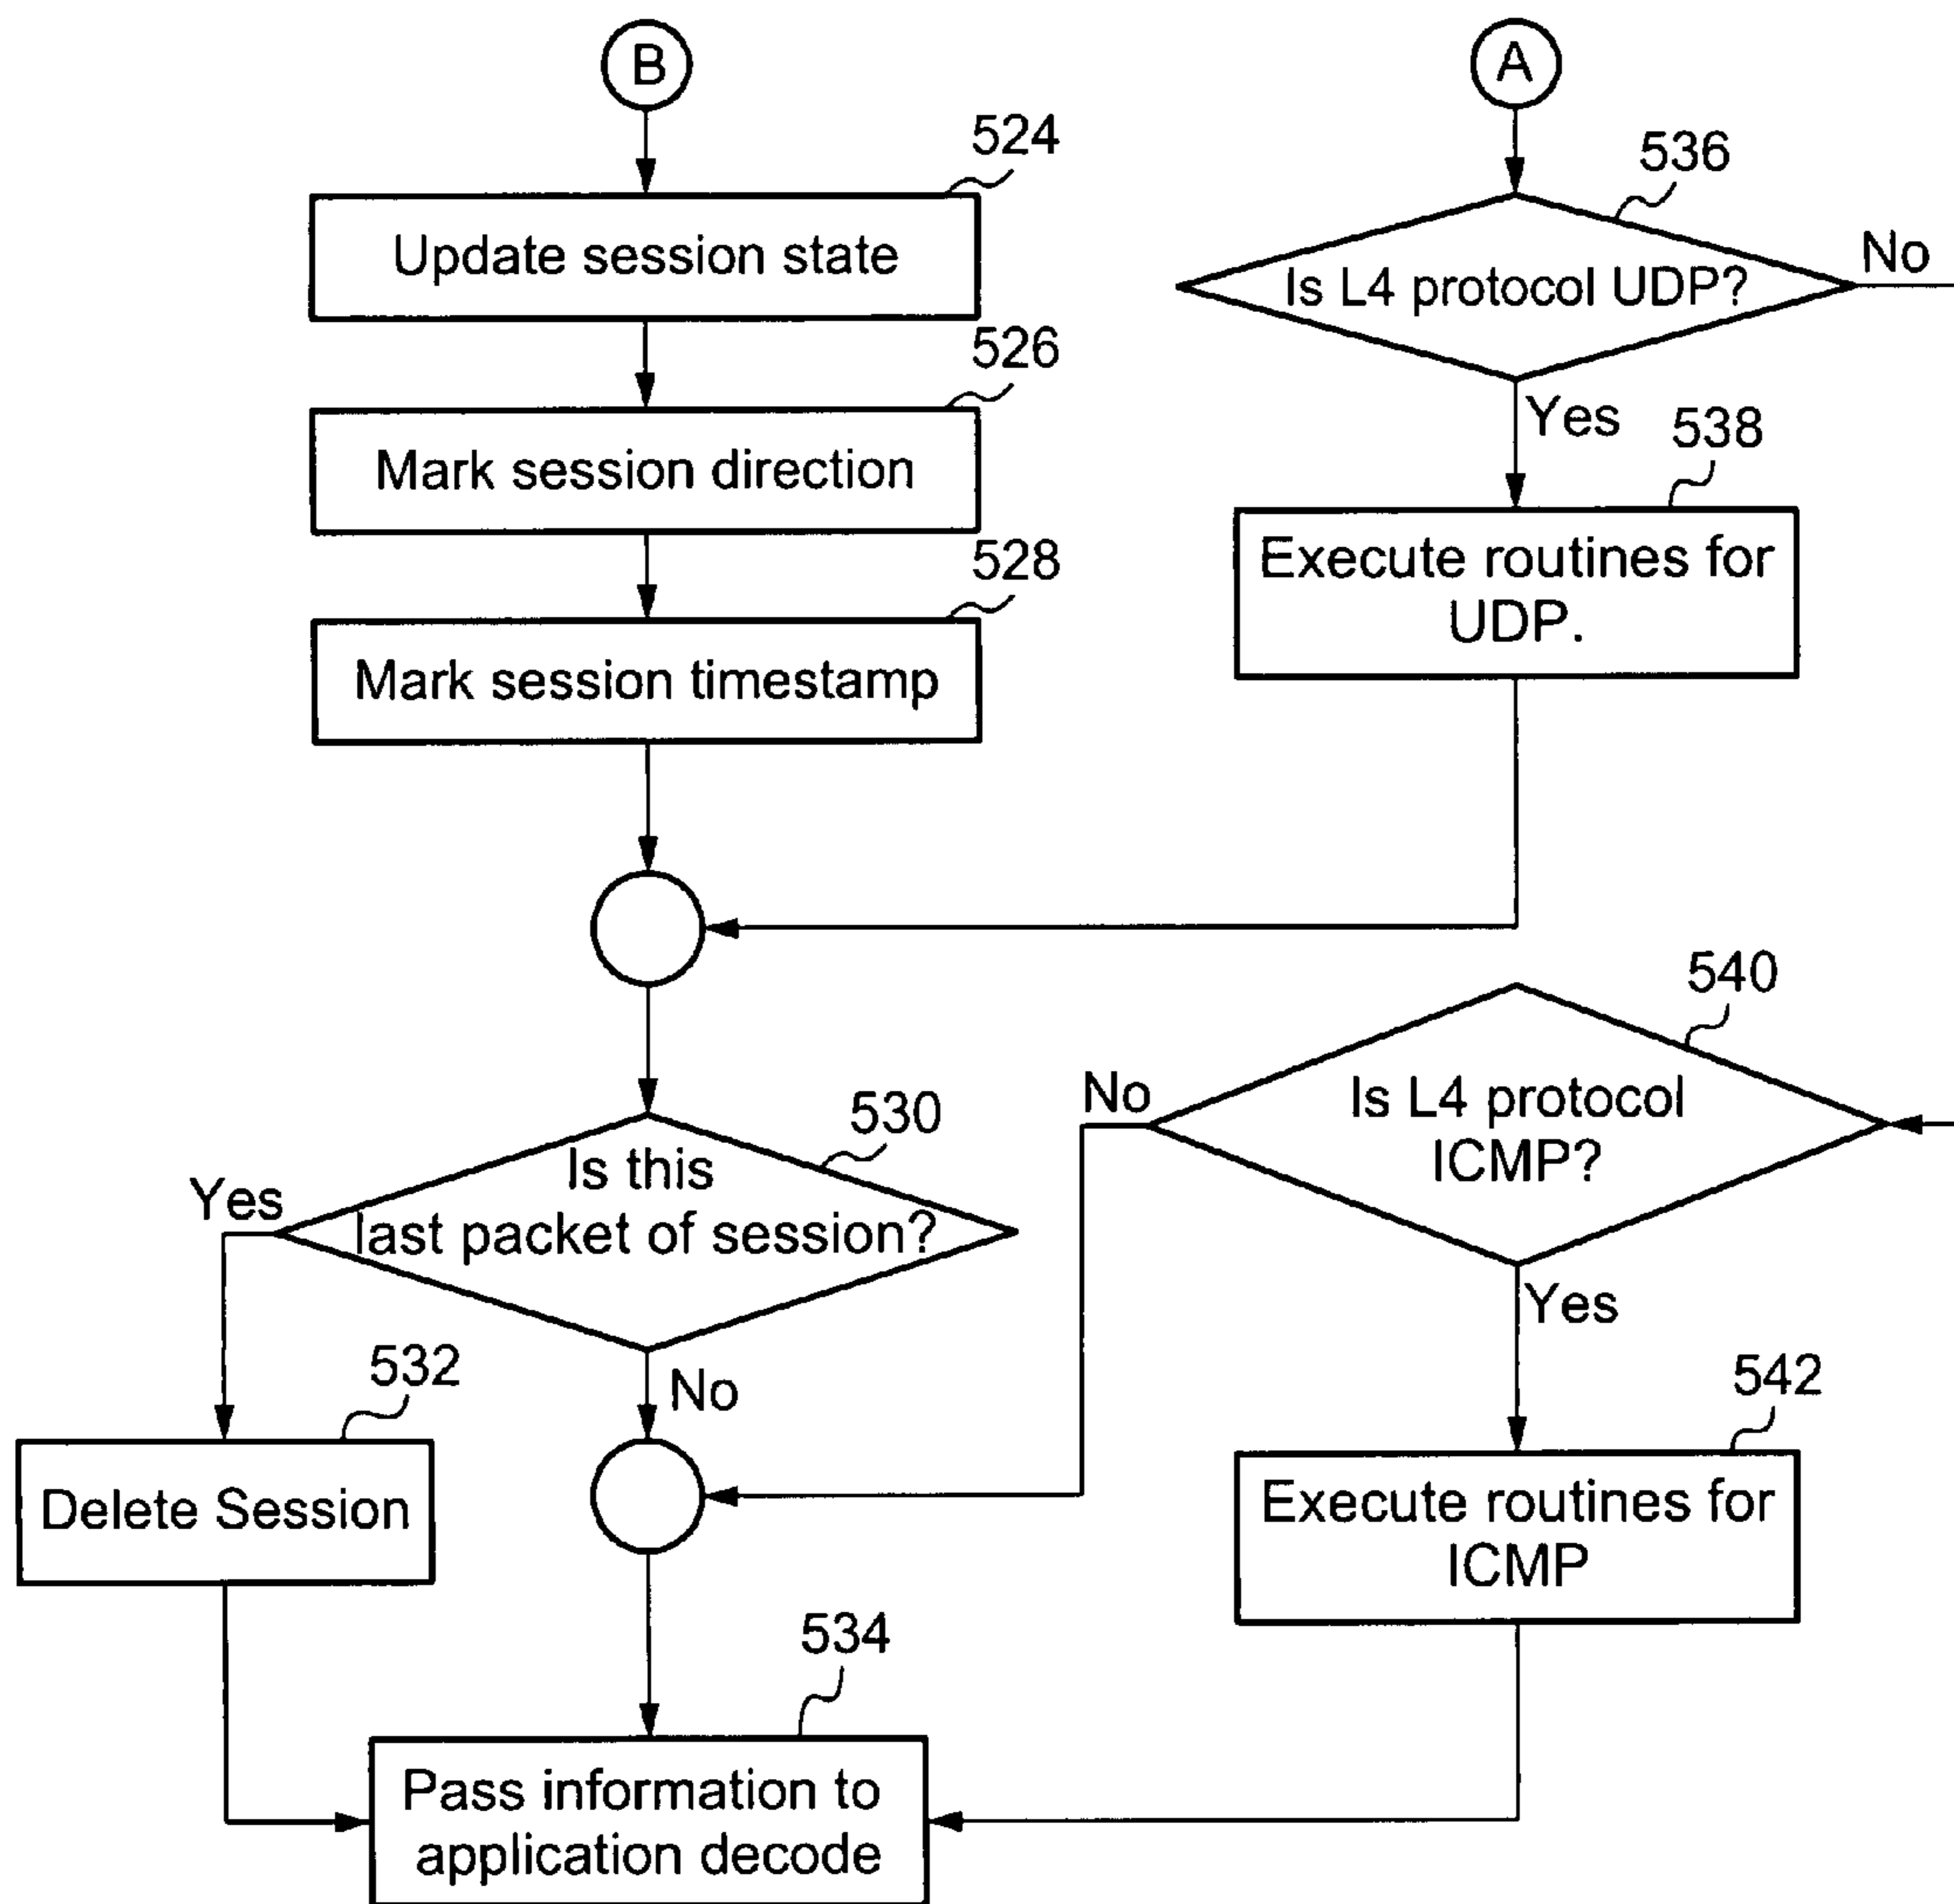 B
A
524
Update session state
536
Is L4 protocol UDP?
No
526
Mark session direction
Yes
538
Execute routines for
UDP.
528
Mark session timestamp
540
Is L4 protocol
ICMP?
No
Yes
530
Is this
last packet of session?
Yes
No
532
Delete Session
542
Execute routines for
ICMP
534
Pass information to
application decode